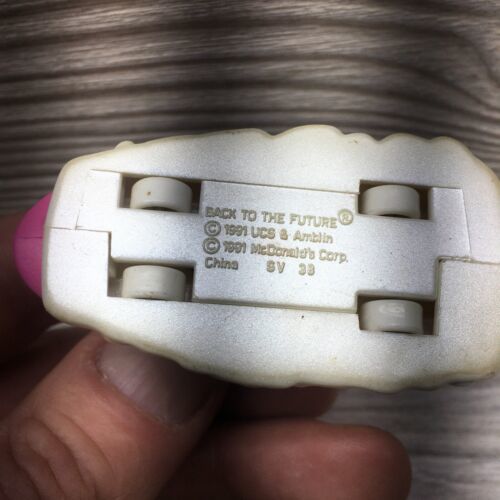 BACK TO THE FUTURE®
© 1991 UCS & Amblin
© 1991 McDonald's Corp.
China SV 38